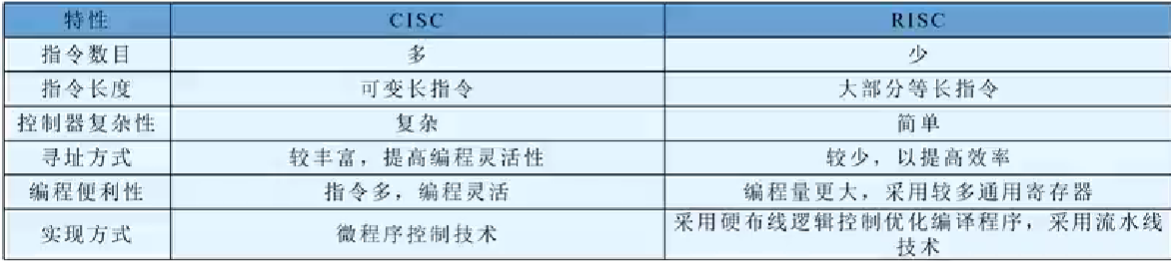 特性 CISC RISC
指令数目 多 少
指令长度 可变长指令 大部分等长指令
控制器复杂性 复杂 简单
寻址方式 较丰富，提高编程灵活性 较少，以提高效率
编程便利性 指令多，编程灵活 编程量更大，采用较多通用寄存器
实现方式 微程序控制技术 采用硬布线逻辑控制优化编译程序，采用流水线
技术